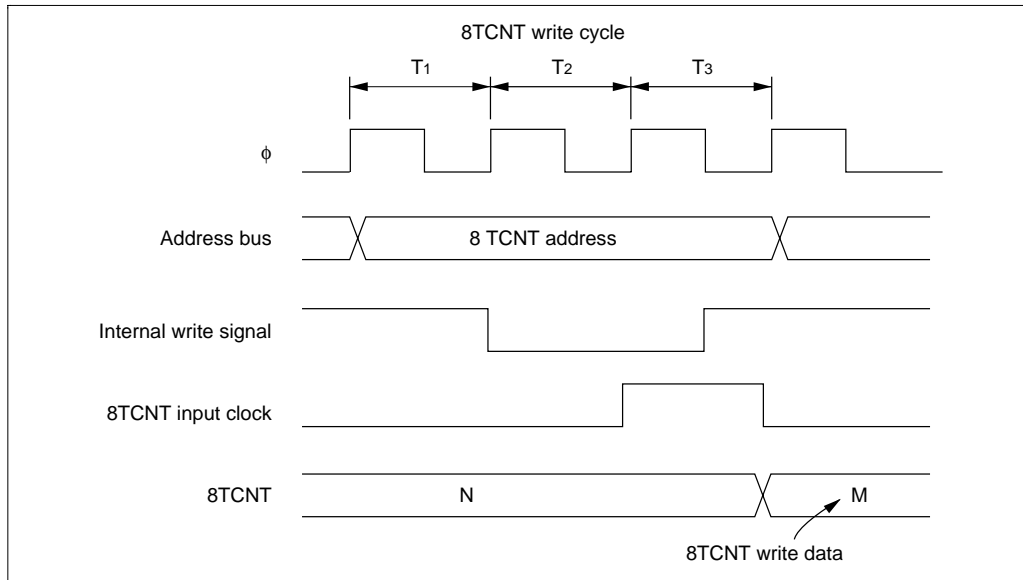 8TCNT write cycle
T1 T2 T3
φ
Address bus
8 TCNT address
Internal write signal
8TCNT input clock
8TCNT
N
M
8TCNT write data